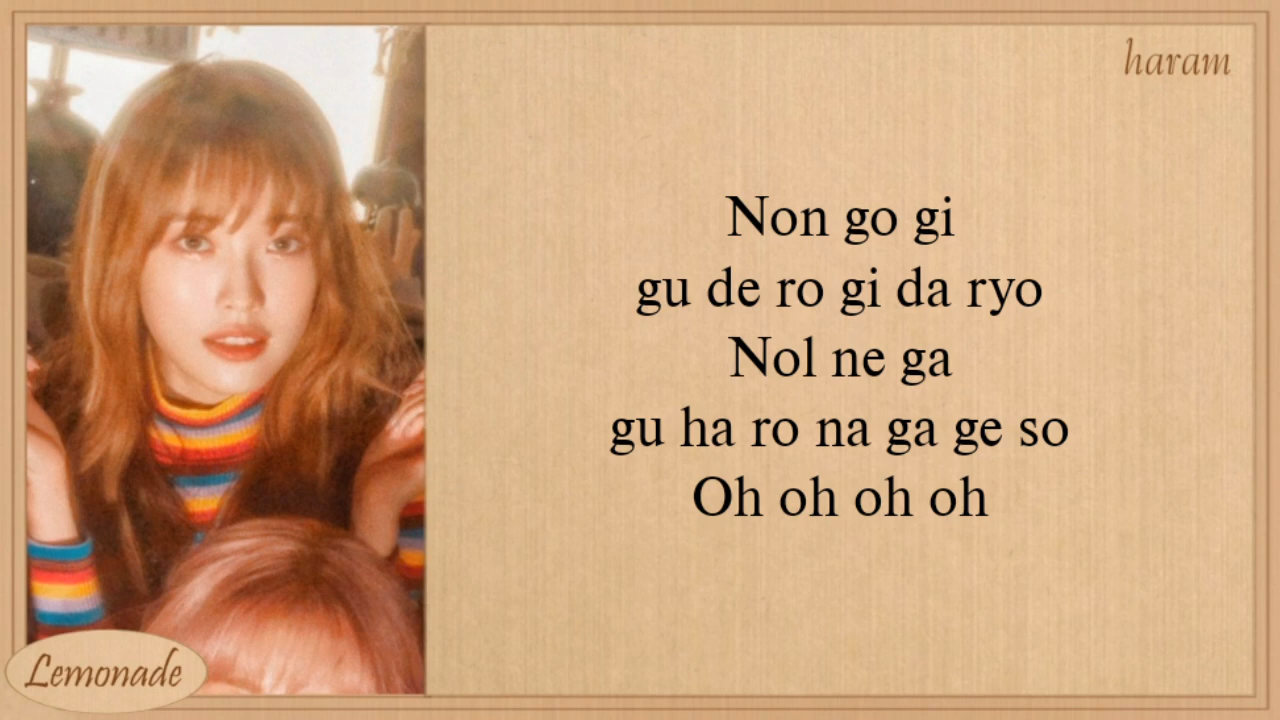 haram
Non go gi
gu de ro gi da ryo
Nol ne ga
gu ha ro na ga ge so
Oh oh oh oh
Lemonade